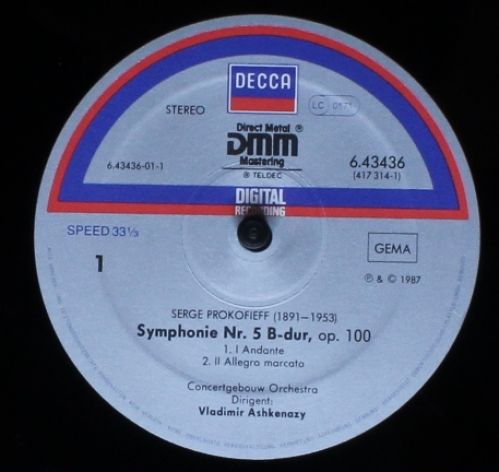 DECCA
STEREO
LC 0171
Direct Metal ®
DMM
Mastering
® TELDEC
6.43436-01-1
6.43436
(417 314-1)
DIGITAL
RECORDING
SPEED 33⅓
GEMA
1
℗ & © 1987
SERGE PROKOFIEFF (1891–1953)
Symphonie Nr. 5 B-dur, op. 100
1. I Andante
2. II Allegro marcato
Concertgebouw Orchestra
Dirigent:
Vladimir Ashkenazy